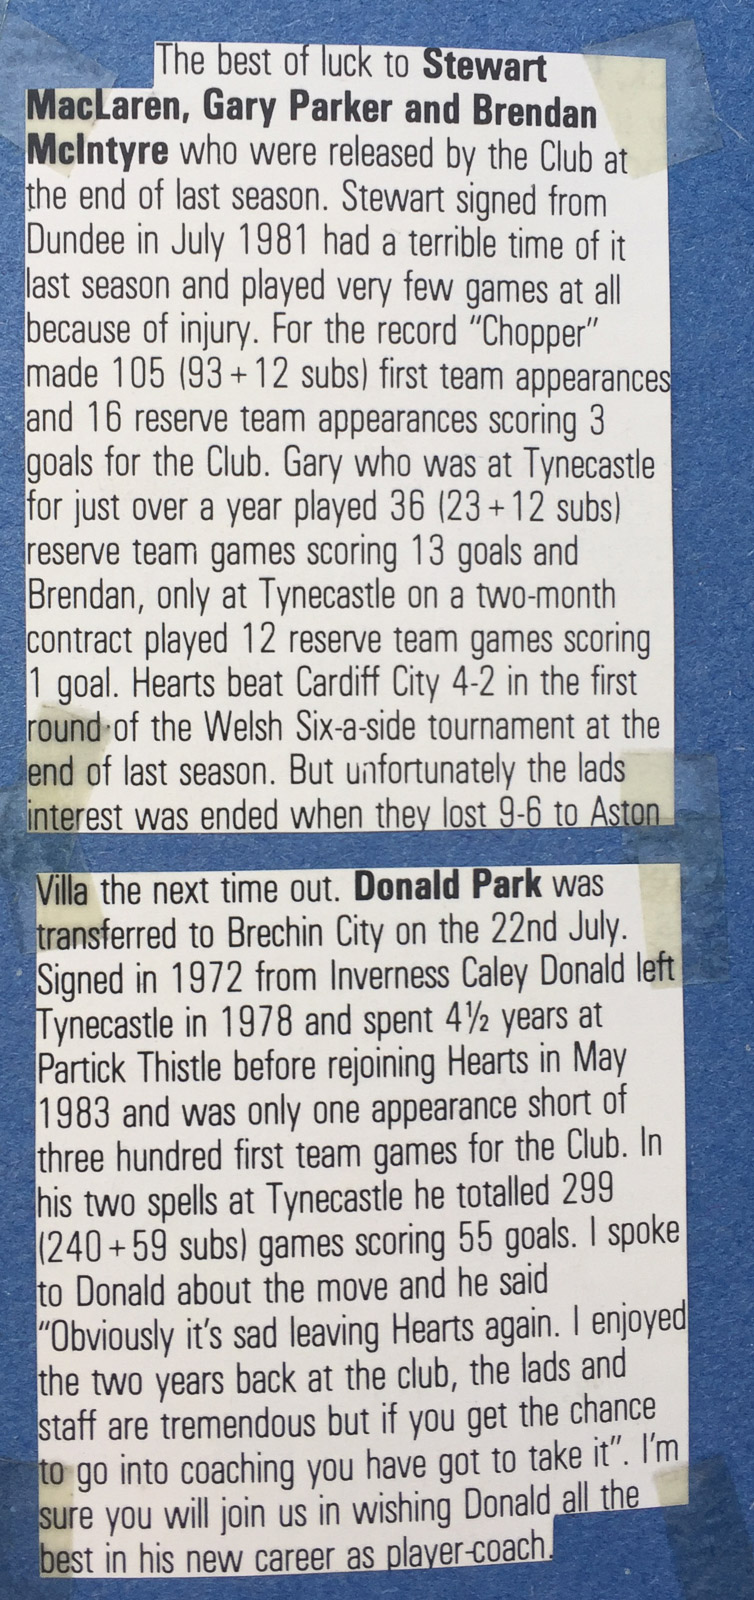 The best of luck to Stewart
MacLaren, Gary Parker and Brendan
McIntyre who were released by the Club at
the end of last season. Stewart signed from
Dundee in July 1981 had a terrible time of it
last season and played very few games at all
because of injury. For the record “Chopper”
made 105 (93 + 12 subs) first team appearances
and 16 reserve team appearances scoring 3
goals for the Club. Gary who was at Tynecastle
for just over a year played 36 (23 + 12 subs)
reserve team games scoring 13 goals and
Brendan, only at Tynecastle on a two-month
contract played 12 reserve team games scoring
1 goal. Hearts beat Cardiff City 4-2 in the first
round of the Welsh Six-a-side tournament at the
end of last season. But unfortunately the lads
interest was ended when they lost 9-6 to Aston
Villa the next time out. Donald Park was
transferred to Brechin City on the 22nd July.
Signed in 1972 from Inverness Caley Donald left
Tynecastle in 1978 and spent 4½ years at
Partick Thistle before rejoining Hearts in May
1983 and was only one appearance short of
three hundred first team games for the Club. In
his two spells at Tynecastle he totalled 299
(240 + 59 subs) games scoring 55 goals. I spoke
to Donald about the move and he said
“Obviously it's sad leaving Hearts again. I enjoyed
the two years back at the club, the lads and
staff are tremendous but if you get the chance
to go into coaching you have got to take it”. I'm
sure you will join us in wishing Donald all the
best in his new career as player-coach.